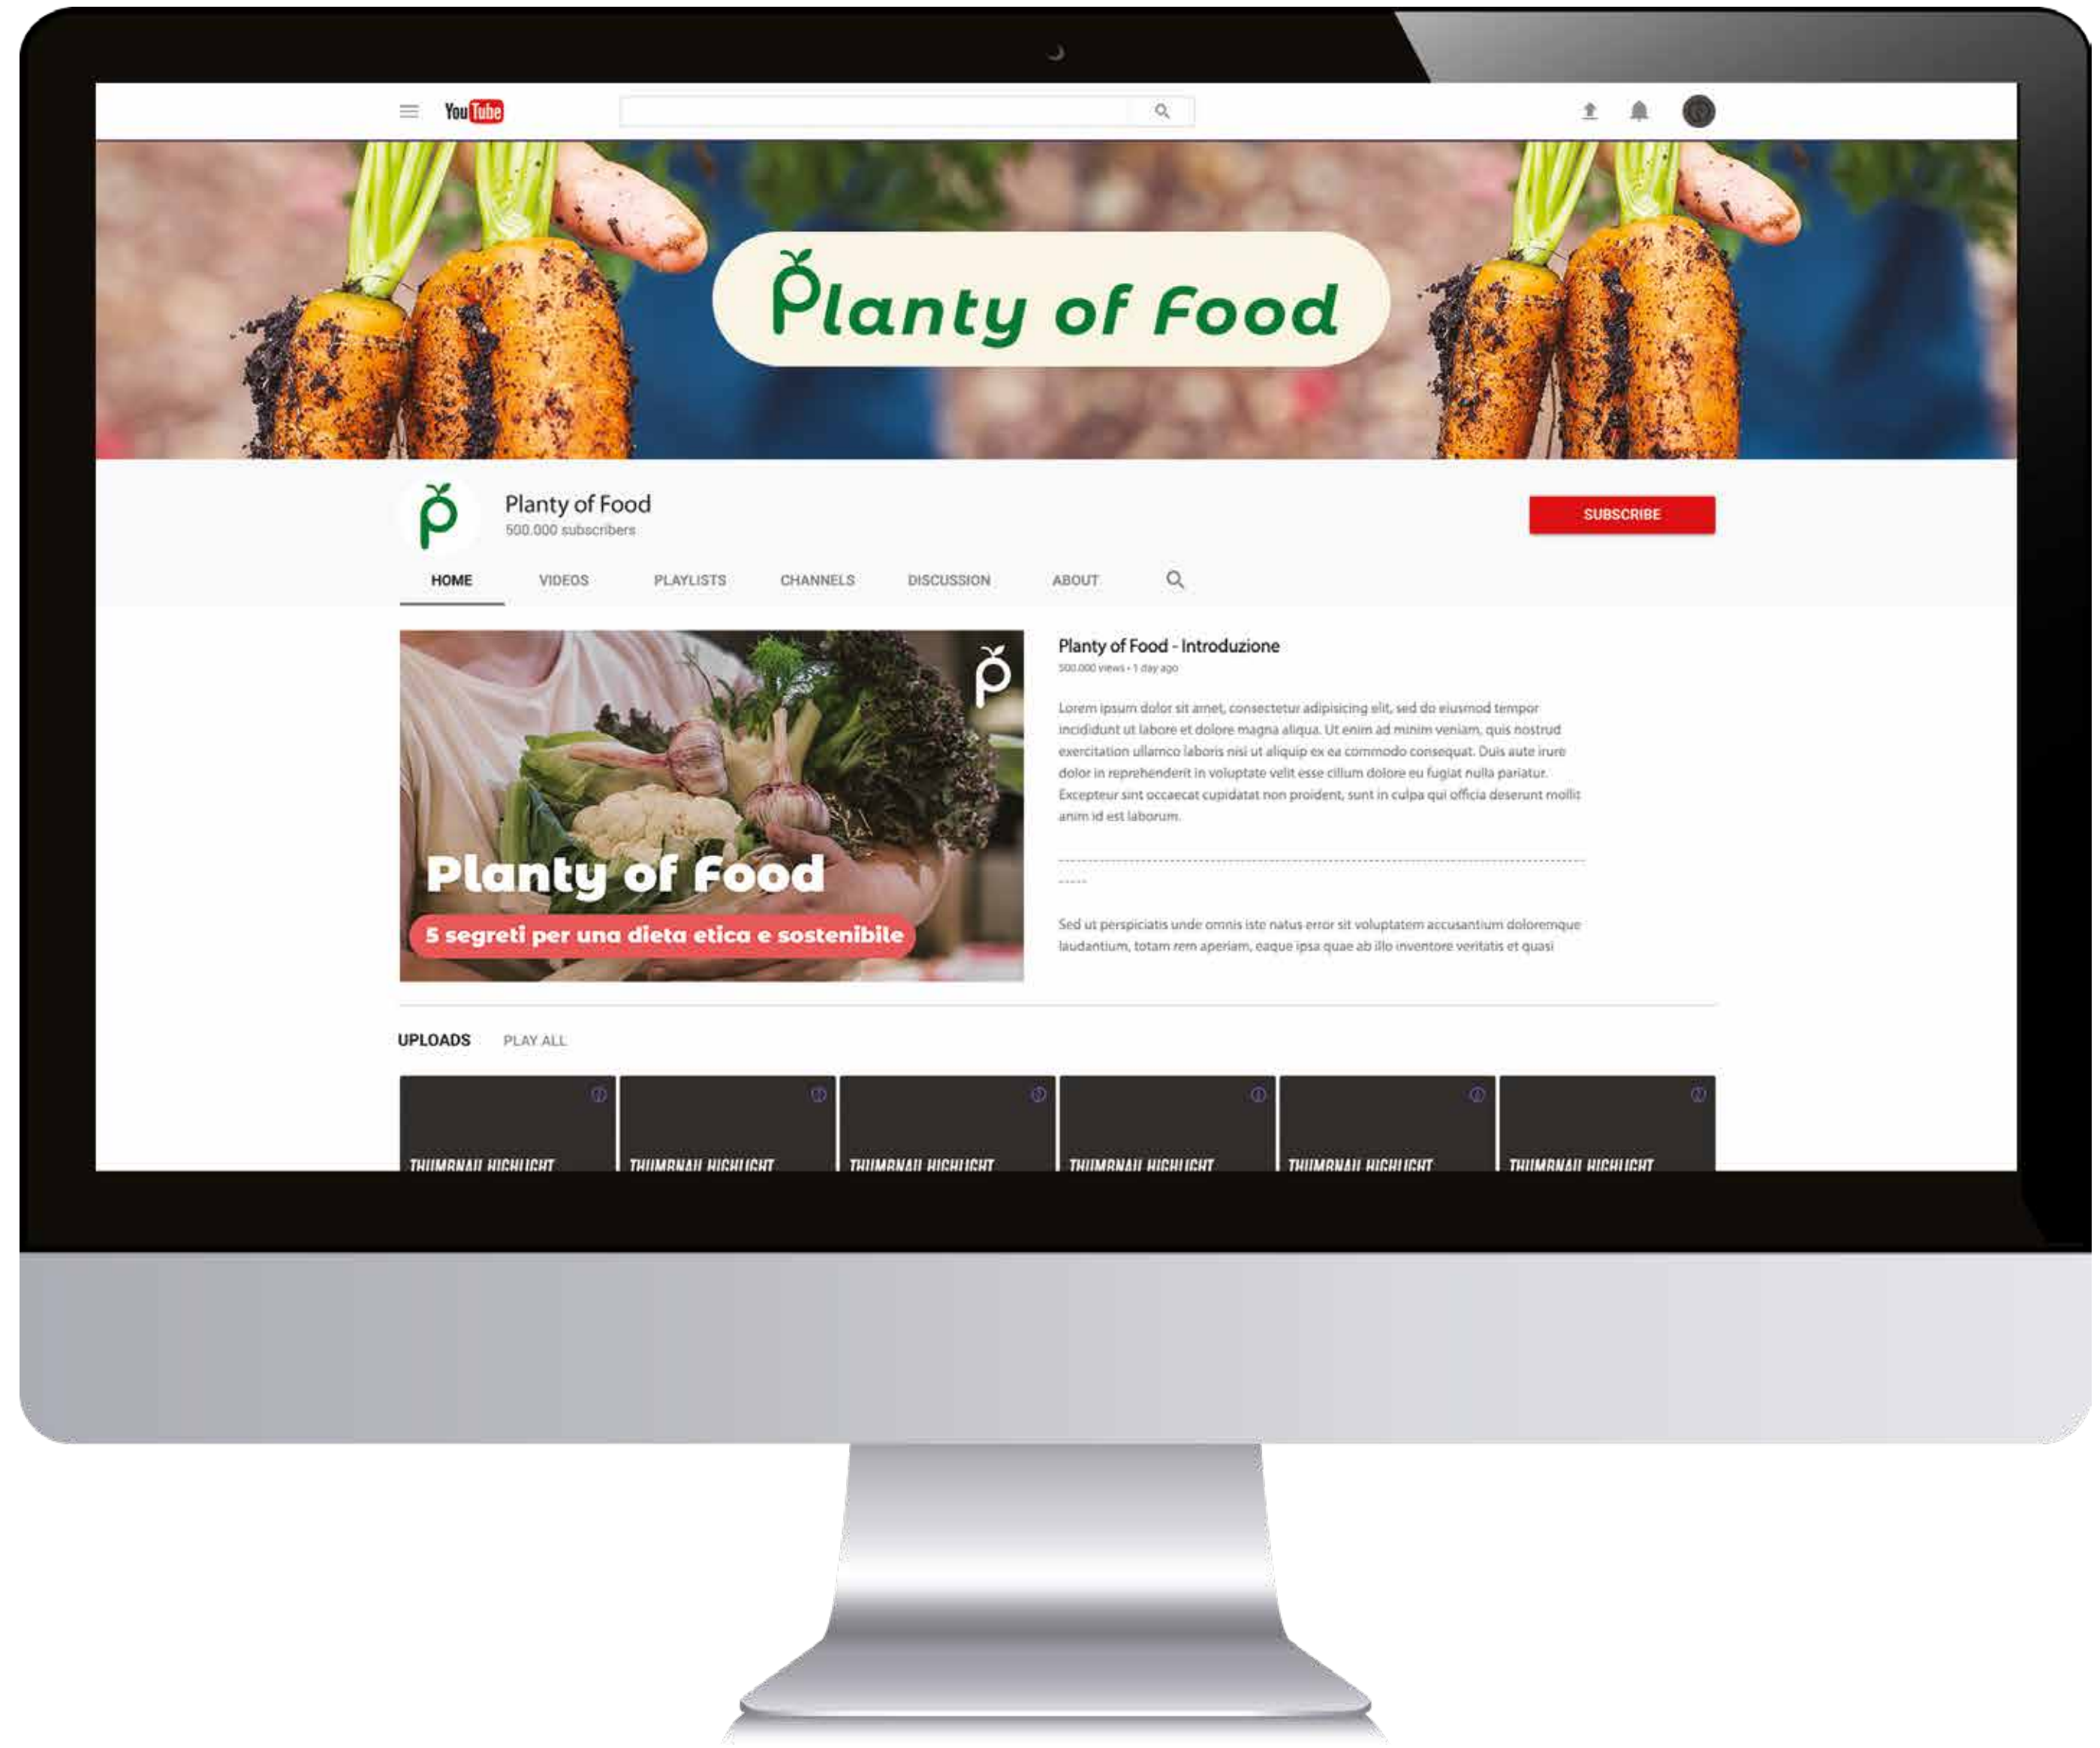 YouTube
Planty of Food
Planty of Food
500.000 subscribers
SUBSCRIBE
HOME VIDEOS PLAYLISTS CHANNELS DISCUSSION ABOUT
Planty of Food
5 segreti per una dieta etica e sostenibile
Planty of Food - Introduzione
500.000 views • 1 day ago
Lorem ipsum dolor sit amet, consectetur adipisicing elit, sed do eiusmod tempor
incididunt ut labore et dolore magna aliqua. Ut enim ad minim veniam, quis nostrud
exercitation ullamco laboris nisi ut aliquip ex ea commodo consequat. Duis aute irure
dolor in reprehenderit in voluptate velit esse cillum dolore eu fugiat nulla pariatur.
Excepteur sint occaecat cupidatat non proident, sunt in culpa qui officia deserunt mollit
anim id est laborum.
Sed ut perspiciatis unde omnis iste natus error sit voluptatem accusantium doloremque
laudantium, totam rem aperiam, eaque ipsa quae ab illo inventore veritatis et quasi
UPLOADS PLAY ALL
THUMBNAIL HIGHLIGHT THUMBNAIL HIGHLIGHT THUMBNAIL HIGHLIGHT THUMBNAIL HIGHLIGHT THUMBNAIL HIGHLIGHT THUMBNAIL HIGHLIGHT